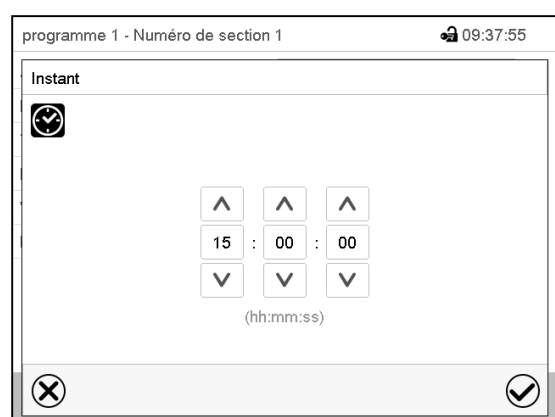 programme 1 - Numéro de section 1 09:37:55
Instant
15 : 00 : 00
(hh:mm:ss)